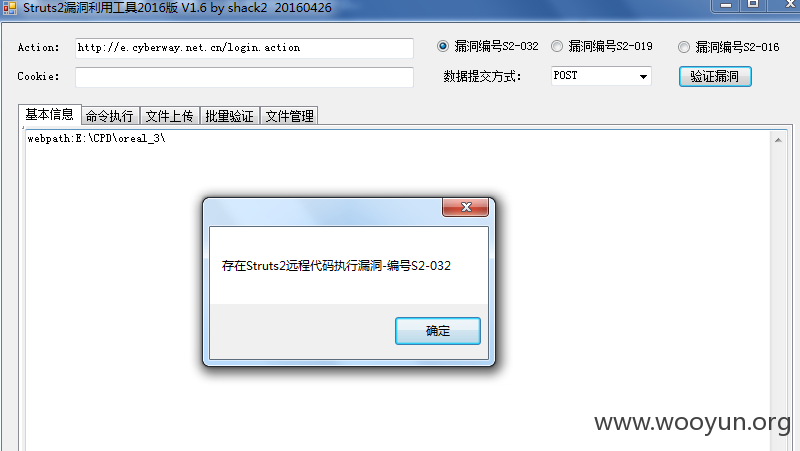 Struts2漏洞利用工具2016版 V1.6 by shack2 20160426
Action: http://e.cyberway.net.cn/login.action 漏洞编号S2-032 漏洞编号S2-019 漏洞编号S2-016
Cookie: 数据提交方式: POST 验证漏洞
基本信息 命令执行 文件上传 批量验证 文件管理
webpath:E:\CPD\oreal_3\
存在Struts2远程代码执行漏洞-编号S2-032
确定
www.wooyun.org